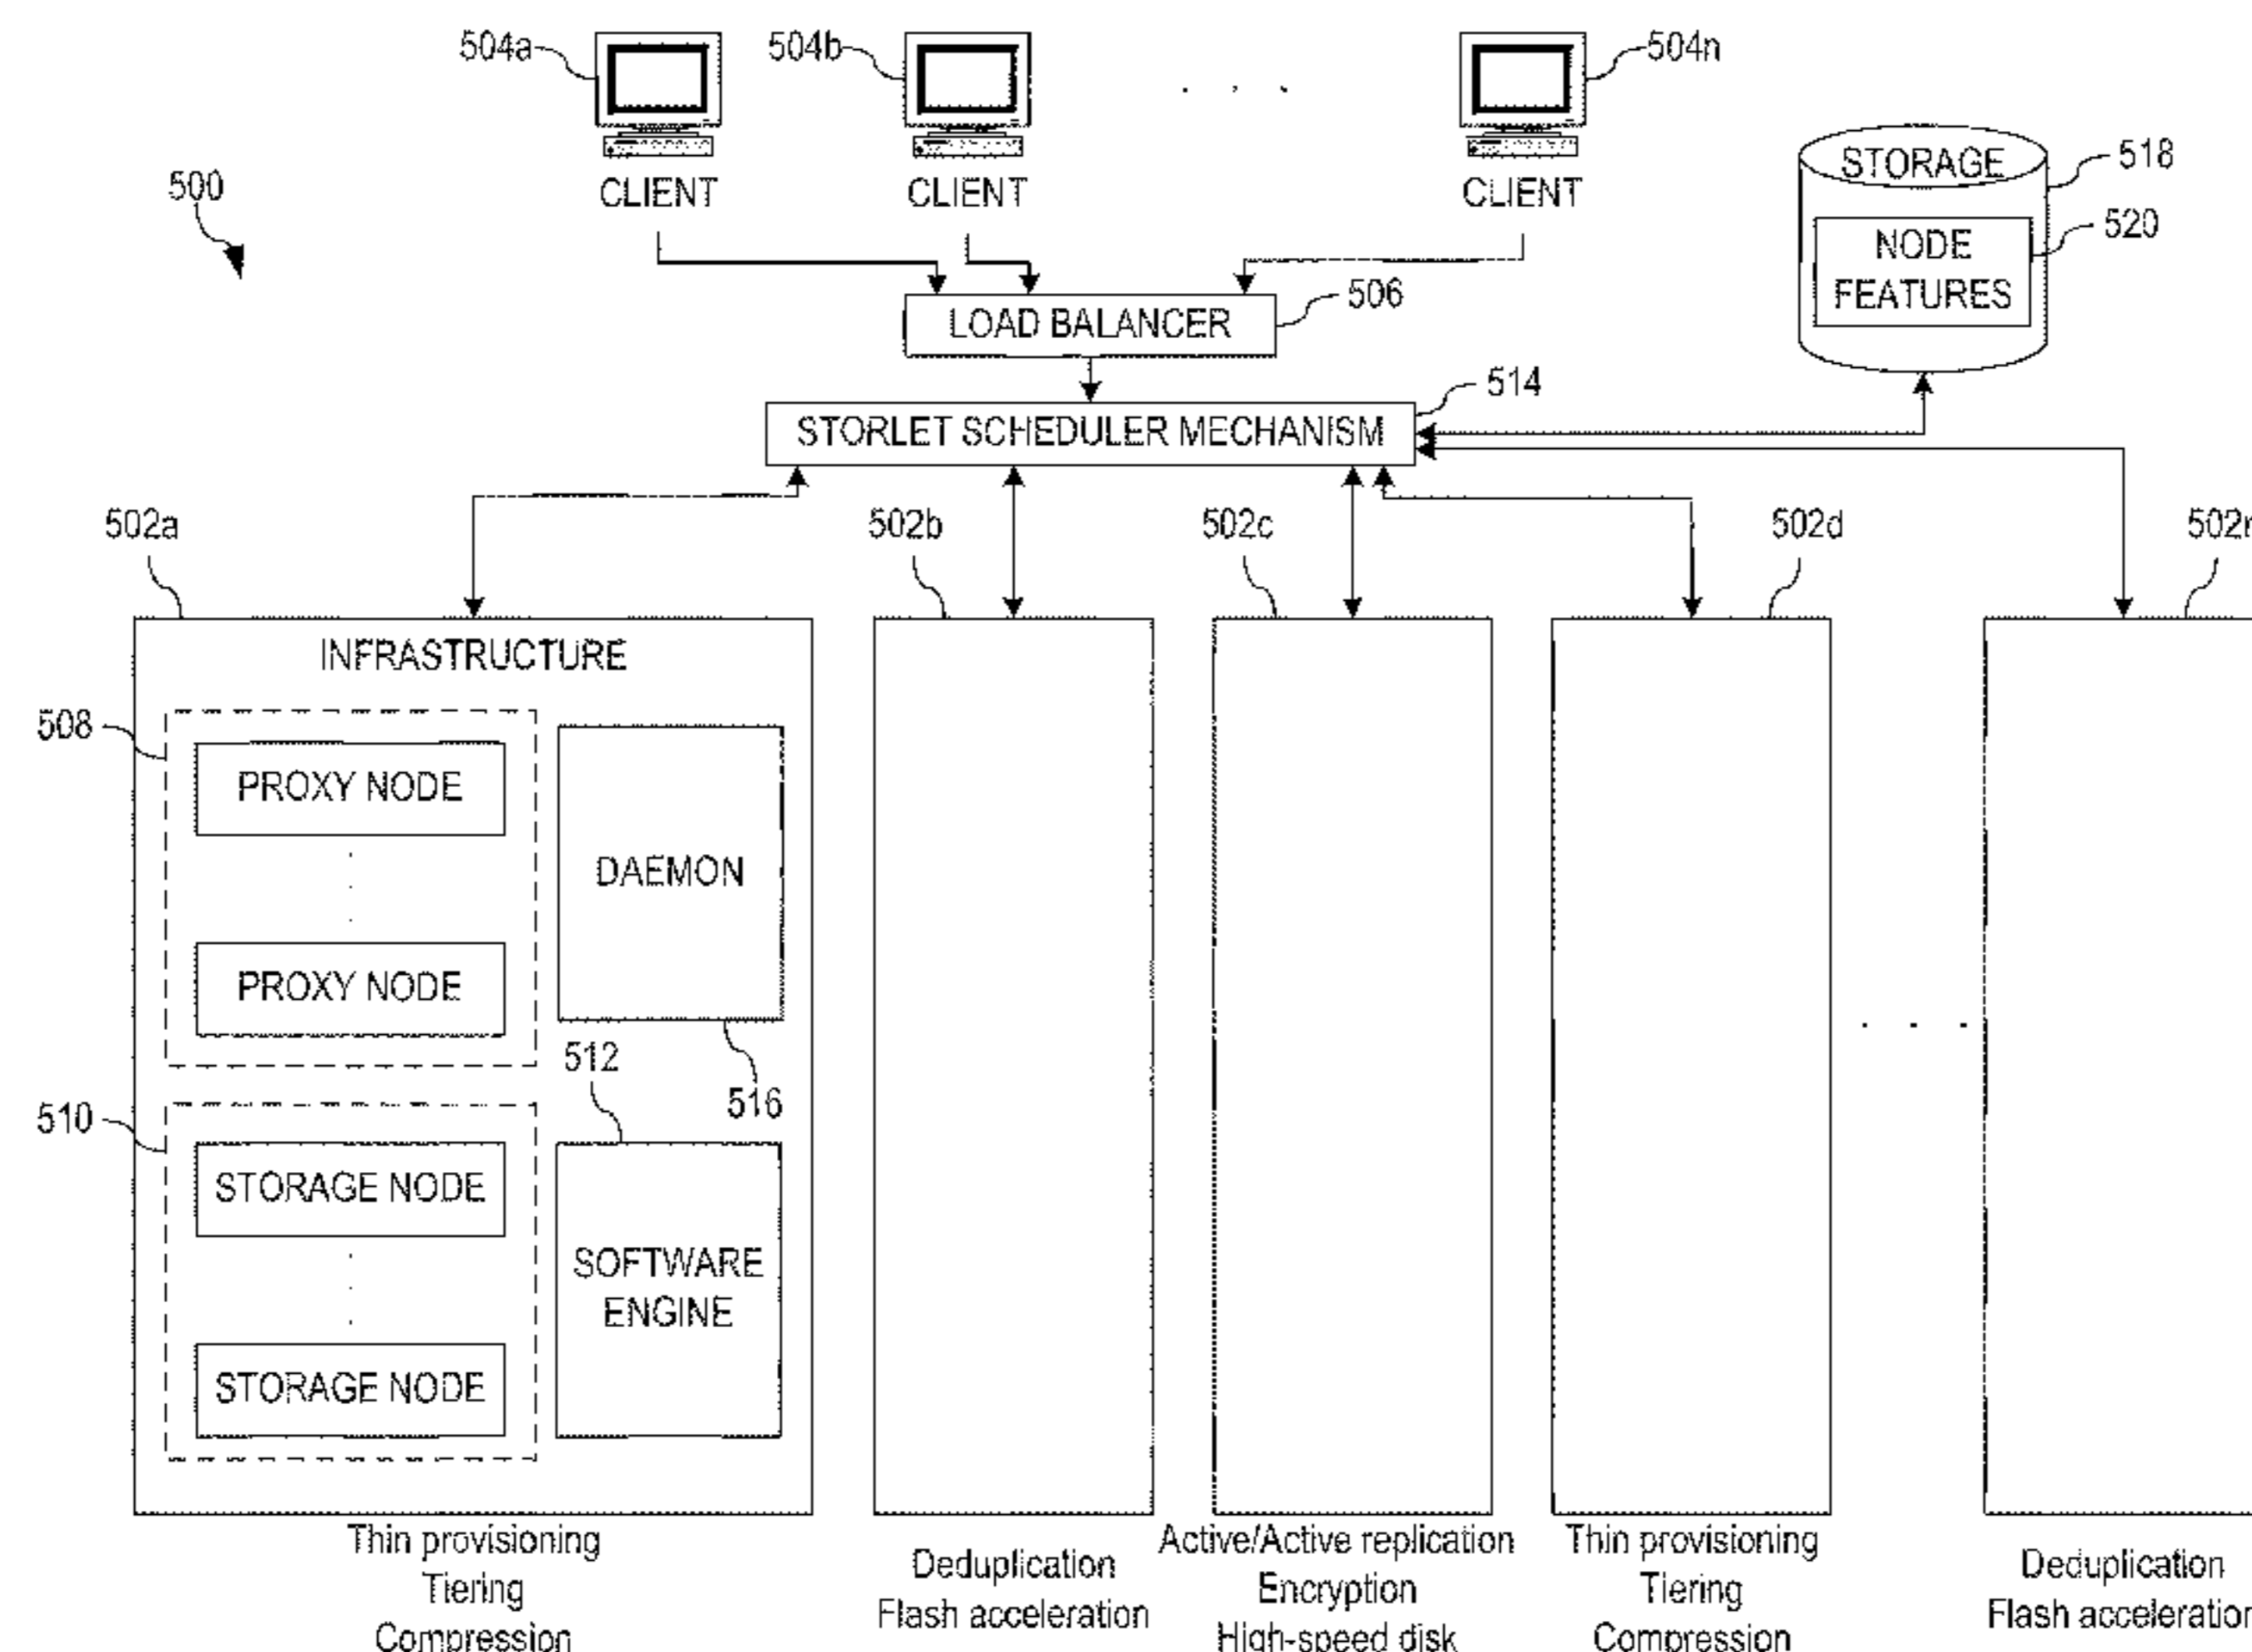 504a
504b
504n
CLIENT
CLIENT
CLIENT
500
STORAGE
518
NODE
FEATURES
520
LOAD BALANCER
506
STORLET SCHEDULER MECHANISM
514
502a
502b
502c
502d
INFRASTRUCTURE
508
PROXY NODE
PROXY NODE
DAEMON
516
512
510
STORAGE NODE
STORAGE NODE
SOFTWARE
ENGINE
Thin provisioning
Tiering
Compression
Deduplication
Flash acceleration
Active/Active replication
Encryption
High-speed disk
Thin provisioning
Tiering
Compression
Deduplication
Flash acceleration